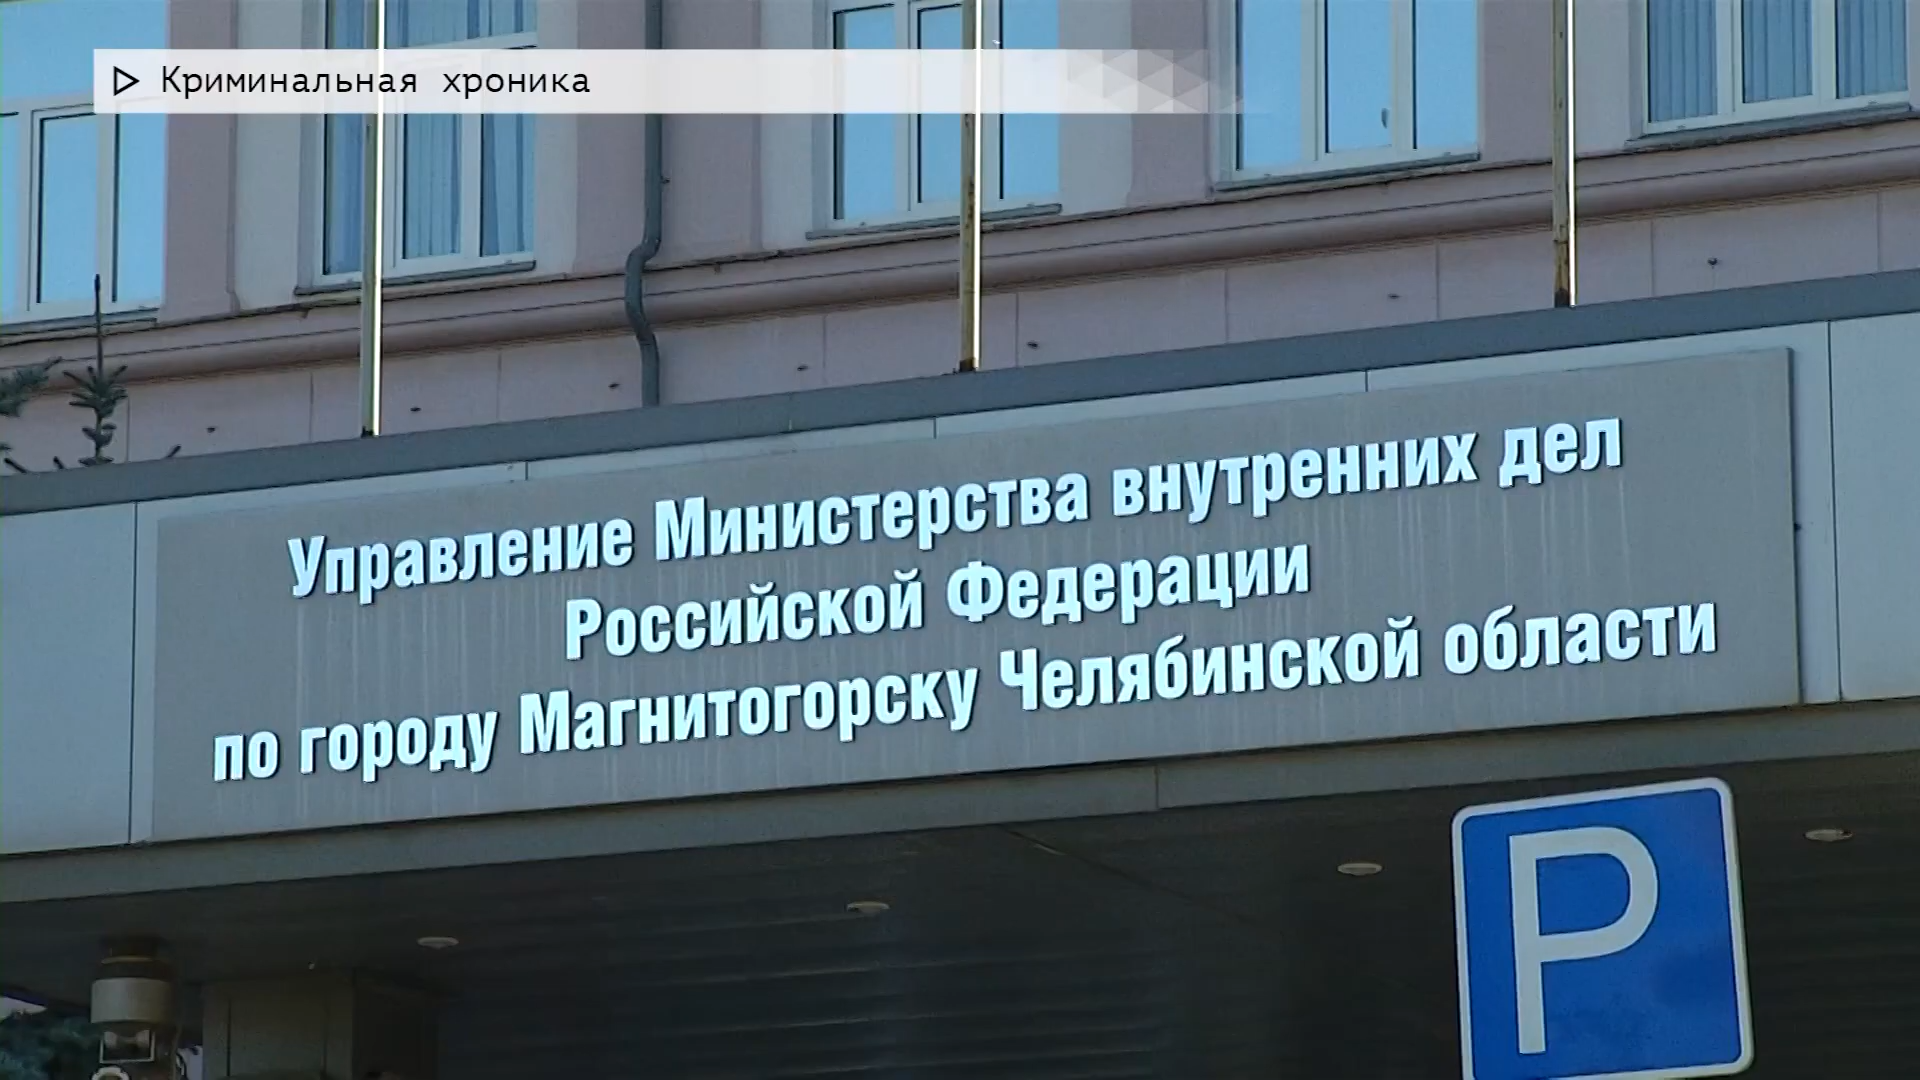 Криминальная хроника
Управление Министерства внутренних дел
Российской Федерации
по городу Магнитогорску Челябинской области
P